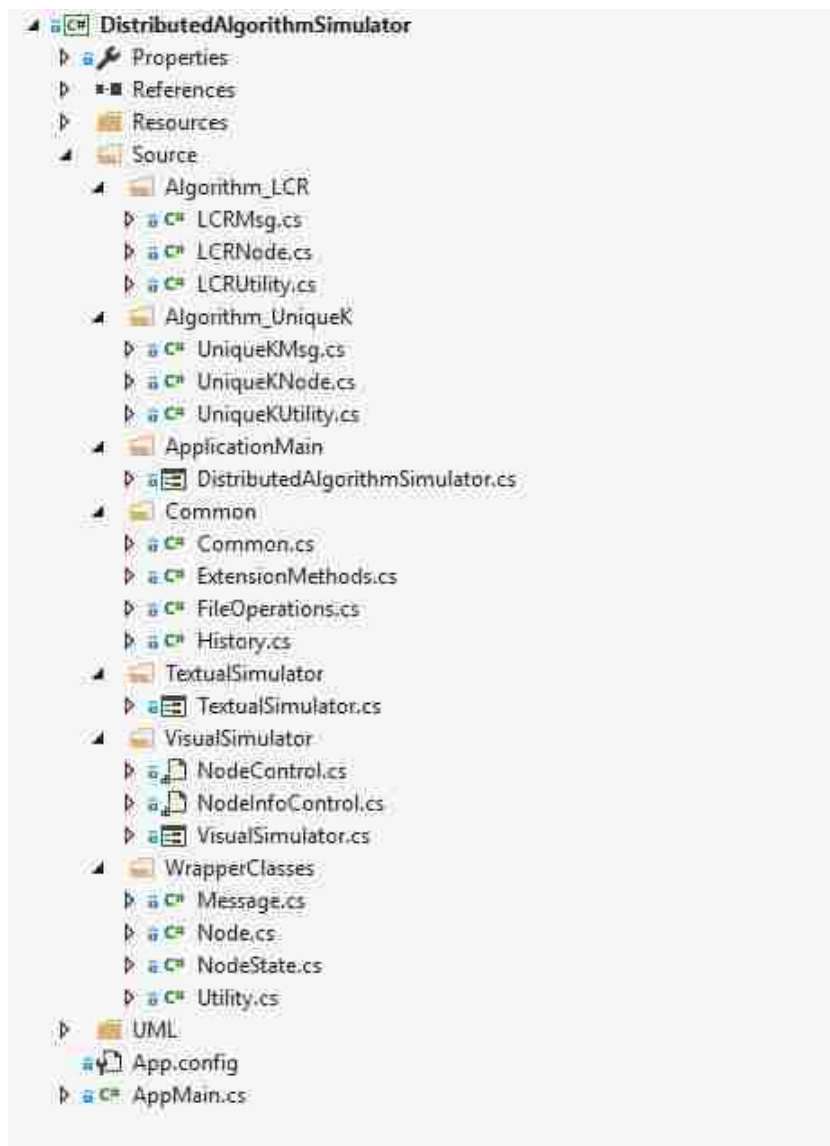 C# DistributedAlgorithmSimulator
Properties
References
Resources
Source
Algorithm_LCR
C# LCRMsg.cs
C# LCRNode.cs
C# LCRUtility.cs
Algorithm_UniqueK
C# UniqueKMsg.cs
C# UniqueKNode.cs
C# UniqueKUtility.cs
ApplicationMain
DistributedAlgorithmSimulator.cs
Common
C# Common.cs
C# ExtensionMethods.cs
C# FileOperations.cs
C# History.cs
TextualSimulator
TextualSimulator.cs
VisualSimulator
NodeControl.cs
NodeInfoControl.cs
VisualSimulator.cs
WrapperClasses
C# Message.cs
C# Node.cs
C# NodeState.cs
C# Utility.cs
UML
App.config
C# AppMain.cs